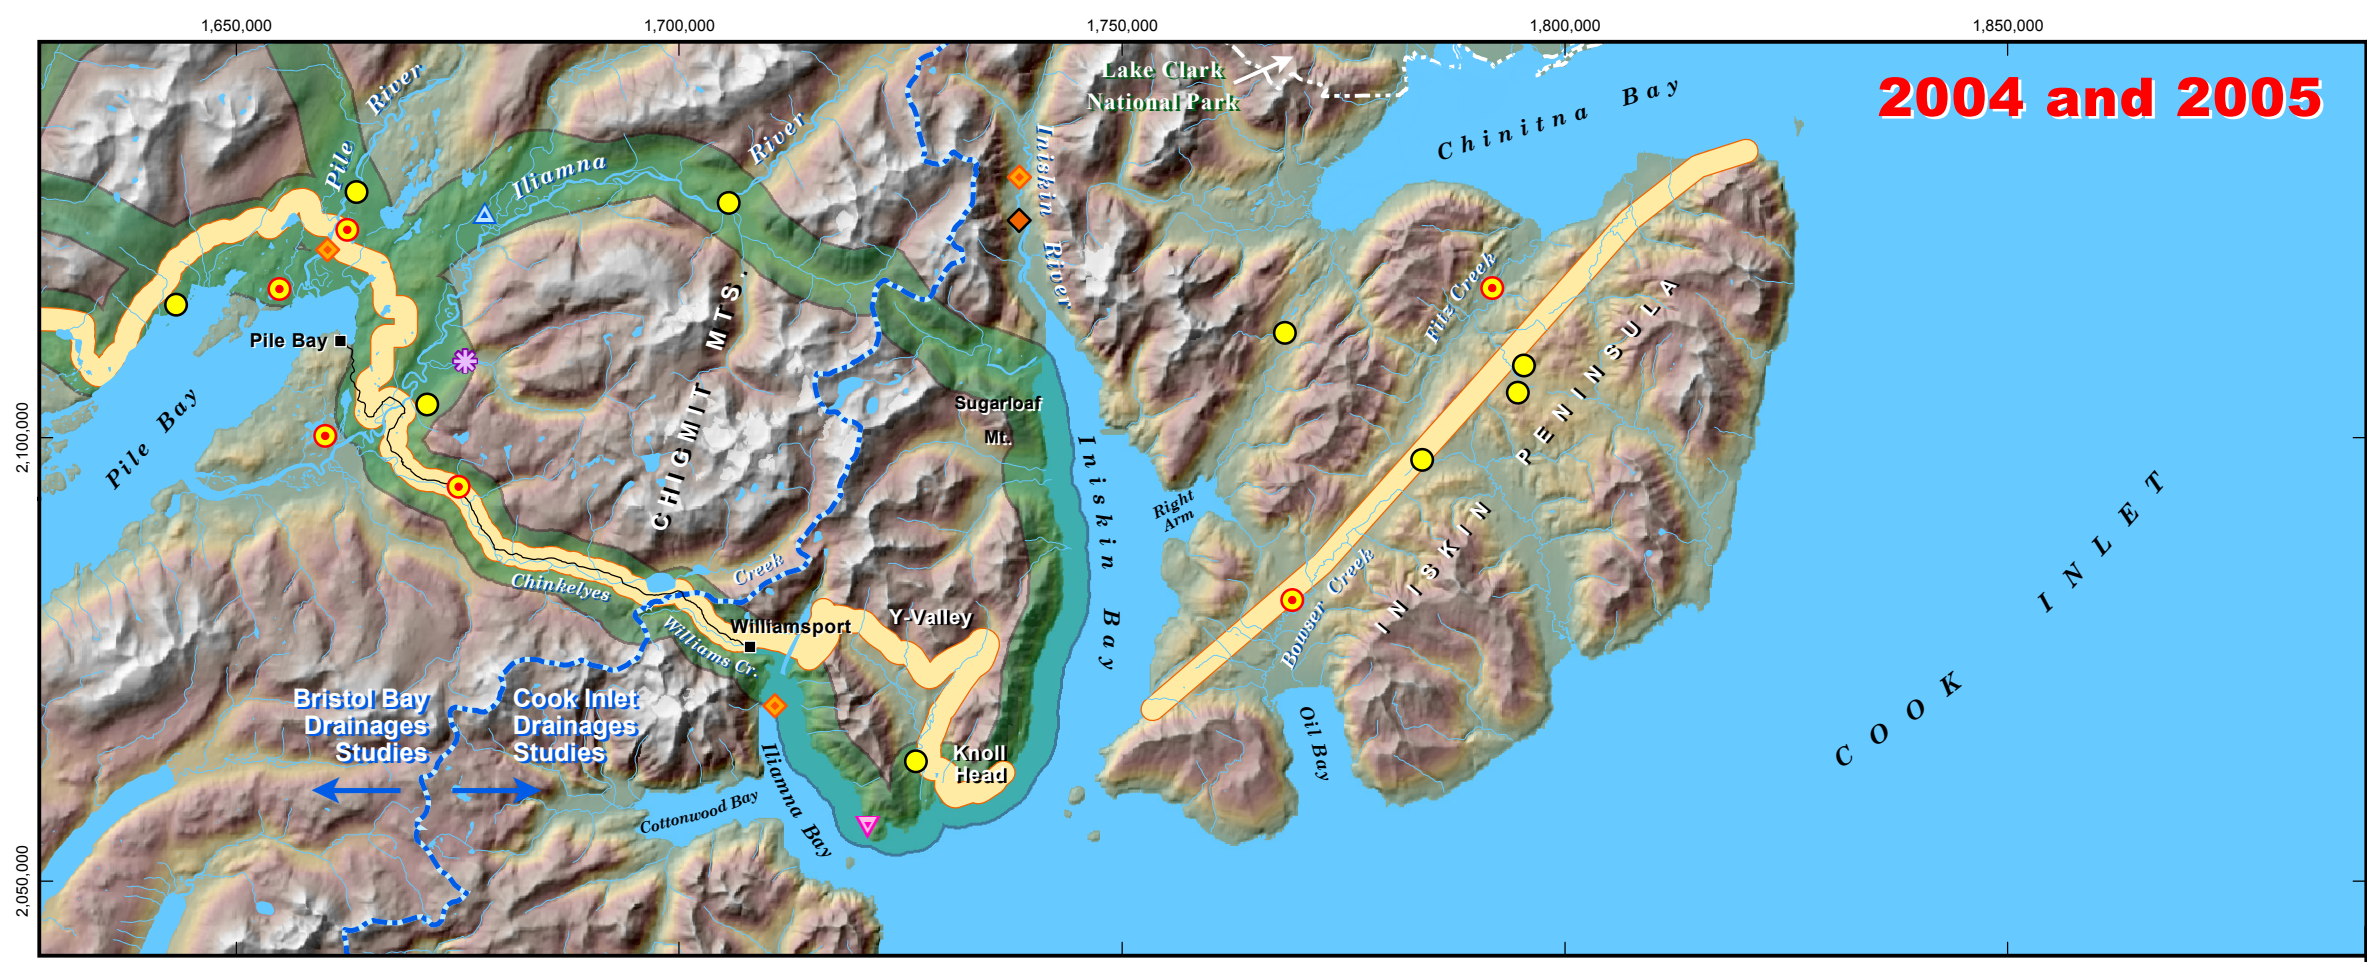 1,650,000
1,700,000
1,750,000
1,800,000
1,850,000
2004 and 2005
Lake Clark
National Park
Chinitna Bay
Pile River
Iliamna River
Iniskin River
Fitz Creek
Pile Bay
CHIGMIT MTS.
Sugarloaf
Mt.
Pile Bay
2,100,000
Iniskin Bay
Right
Arm
INISKIN PENINSULA
COOK INLET
Chinkelyes Creek
Williamsport
Y-Valley
Williams Cr.
Bowser Creek
Bristol Bay
Drainages
Studies
Cook Inlet
Drainages
Studies
Oil Bay
Knoll
Head
Iliamna Bay
Cottonwood Bay
2,050,000